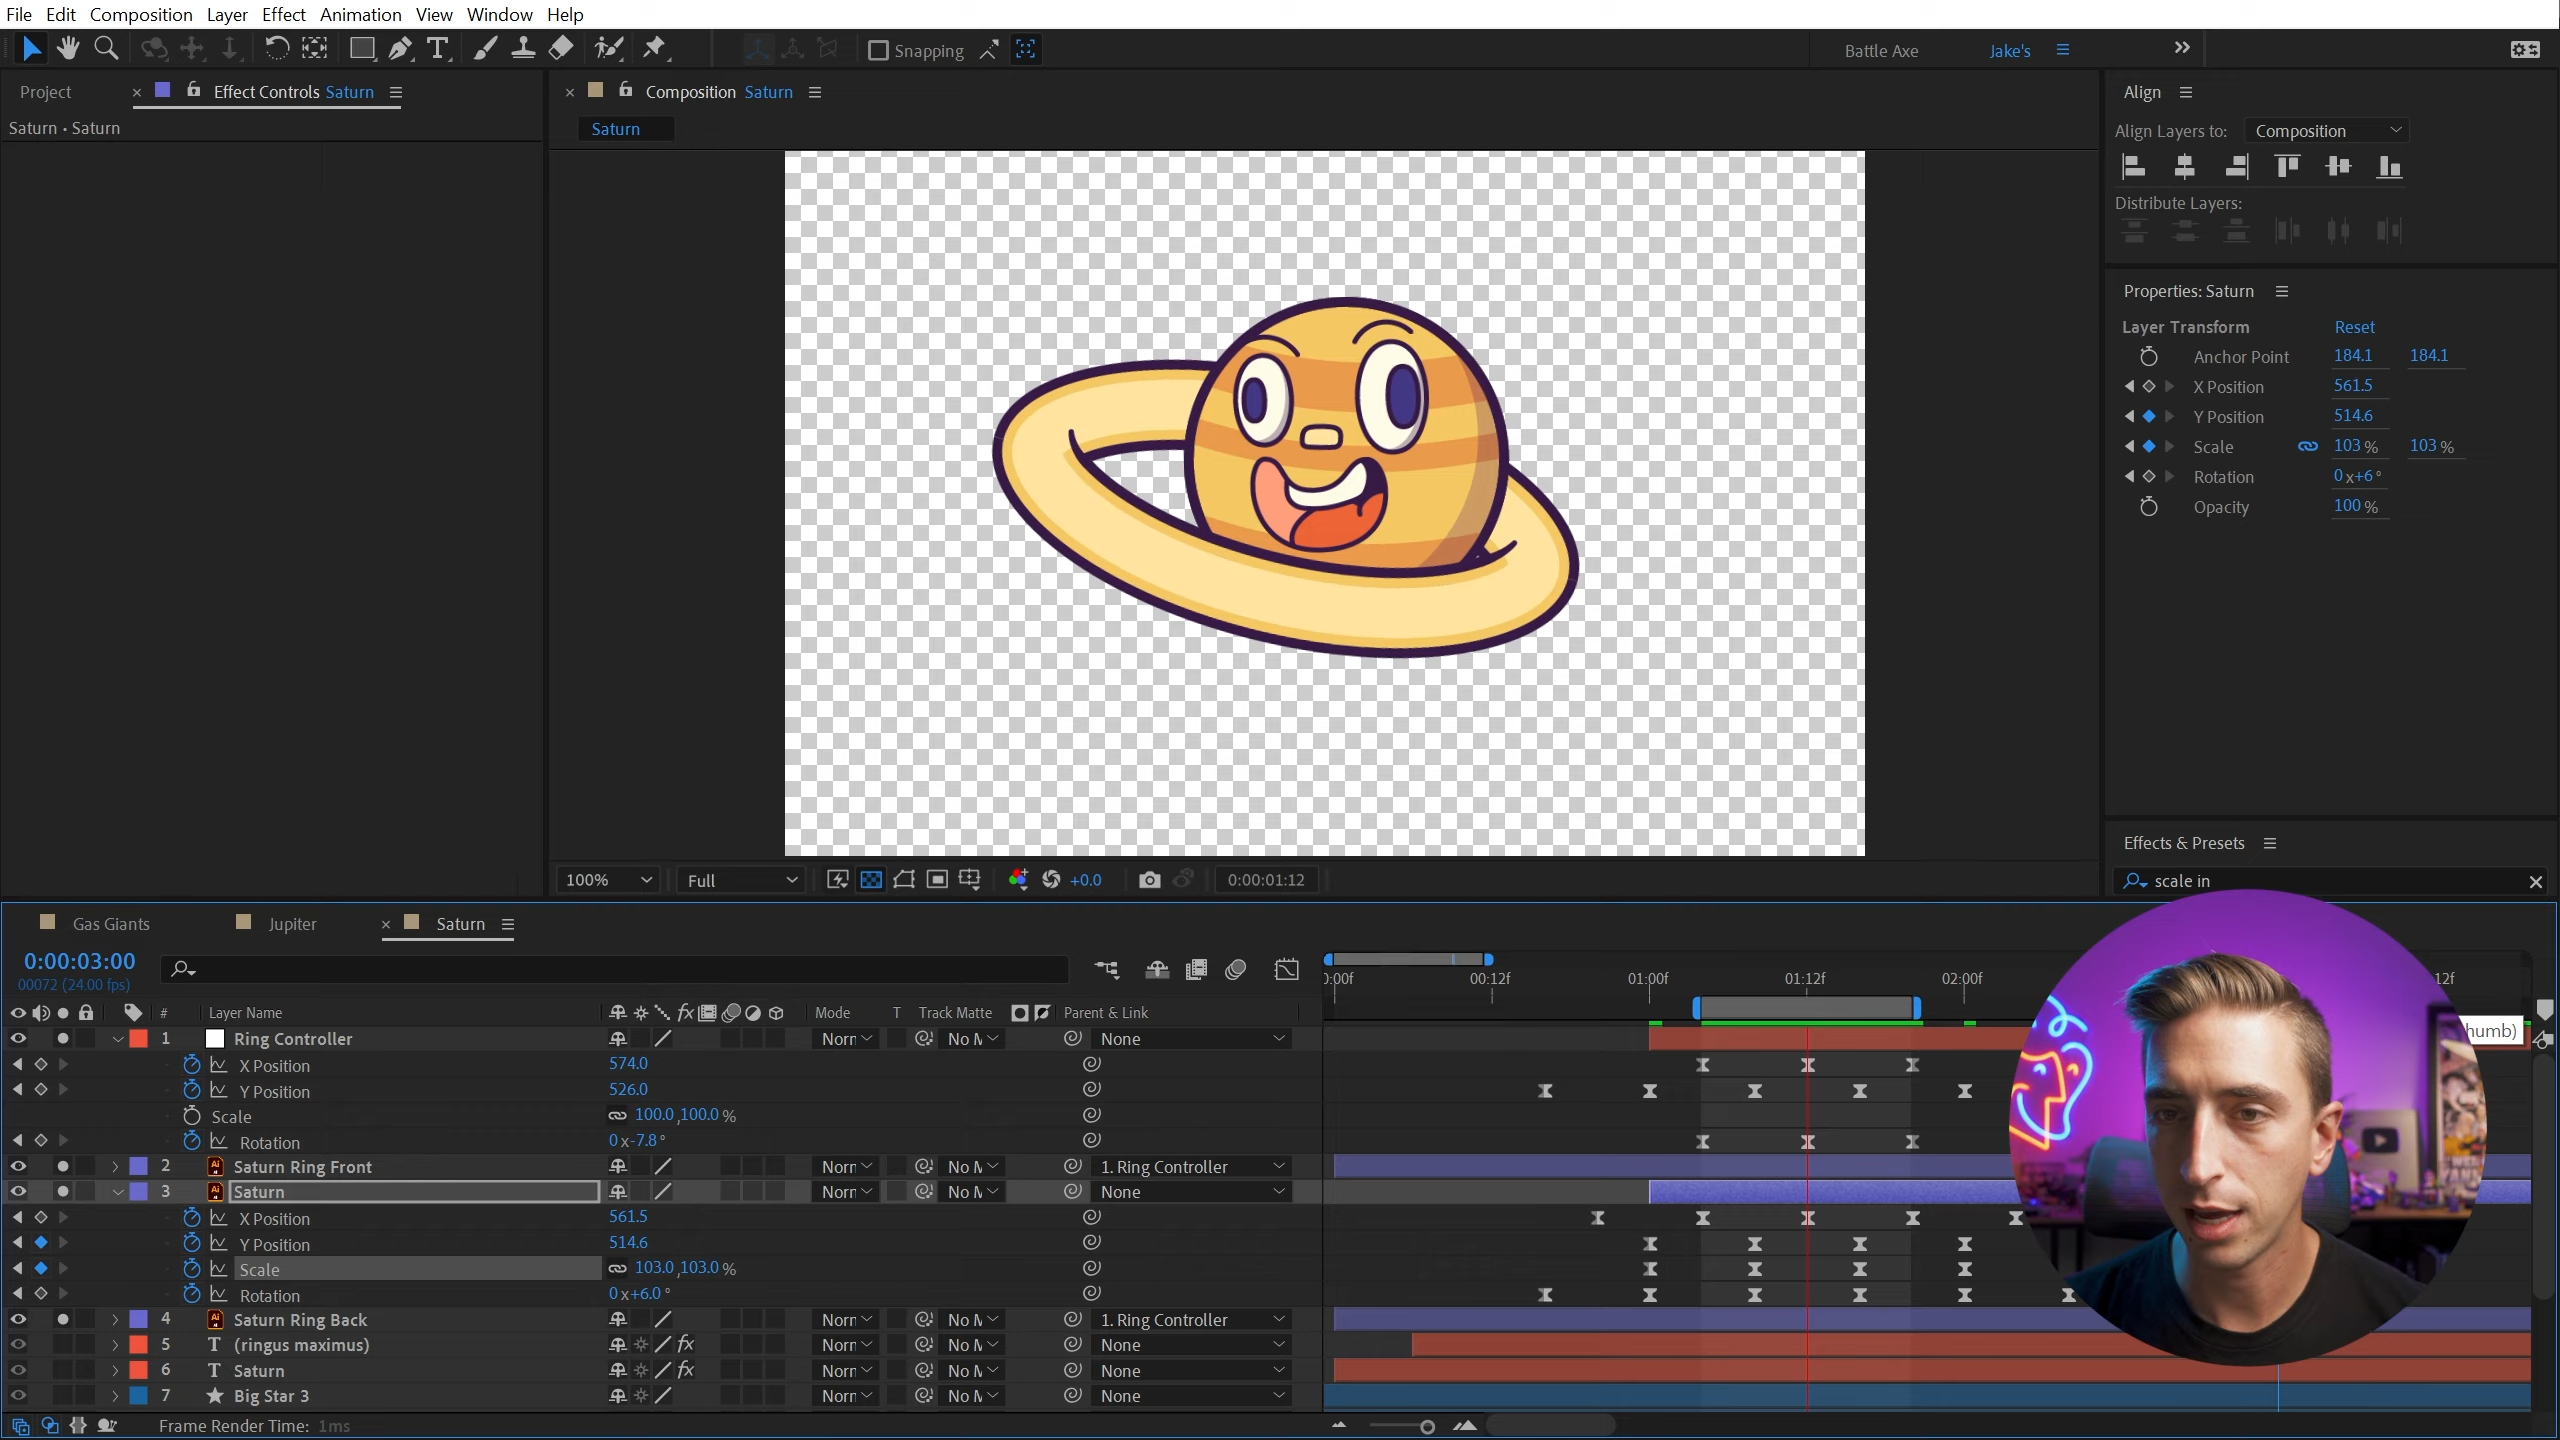 File Edit Composition Layer Effect Animation View Window Help
Snapping
Battle Axe Jake's
Project Effect Controls Saturn
Composition Saturn
Align
Saturn • Saturn
Saturn
Align Layers to: Composition
Distribute Layers:
Properties: Saturn
Layer Transform Reset
Anchor Point 184.1 184.1
X Position 561.5
Y Position 514.6
Scale 103 % 103 %
Rotation 0 x+6 °
Opacity 100 %
Effects & Presets
scale in
100% Full +0.0 0:00:01:12
Gas Giants Jupiter Saturn
0:00:03:00
00072 (24.00 fps)
0:00f 00:12f 01:00f 01:12f 02:00f 12f
# Layer Name fx Mode T Track Matte Parent & Link
humb)
1 Ring Controller Norr No M None
X Position 574.0
Y Position 526.0
Scale 100.0,100.0 %
Rotation 0 x-7.8 °
2 Ai Saturn Ring Front Norr No M 1. Ring Controller
3 Ai Saturn Norr No M None
X Position 561.5
Y Position 514.6
Scale 103.0,103.0 %
Rotation 0 x+6.0 °
4 Ai Saturn Ring Back Norr No M 1. Ring Controller
5 T (ringus maximus) fx Norr No M None
6 T Saturn fx Norr No M None
7 Big Star 3 Norr No M None
Frame Render Time: 1ms